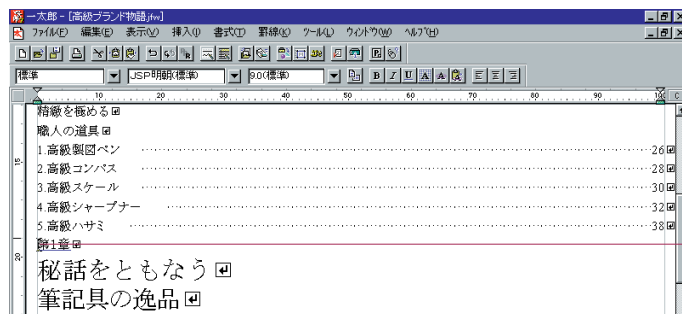 一太郎 - [高級ブランド物語.jfw]
ファイル(F) 編集(E) 表示(V) 挿入(I) 書式(T) 罫線(K) ツール(L) ウィンドウ(W) ヘルプ(H)
標準 JSP明朝(標準) 9.0(標準) B I U A A
10 20 30 40 50 60 70 80 90 100
精緻を極める
職人の道具
1.高級製図ペン ……………………………………………………26
2.高級コンパス ……………………………………………………28
3.高級スケール ……………………………………………………30
4.高級シャープナー ………………………………………………32
5.高級ハサミ ………………………………………………………38
第1章
秘話をともなう
筆記具の逸品